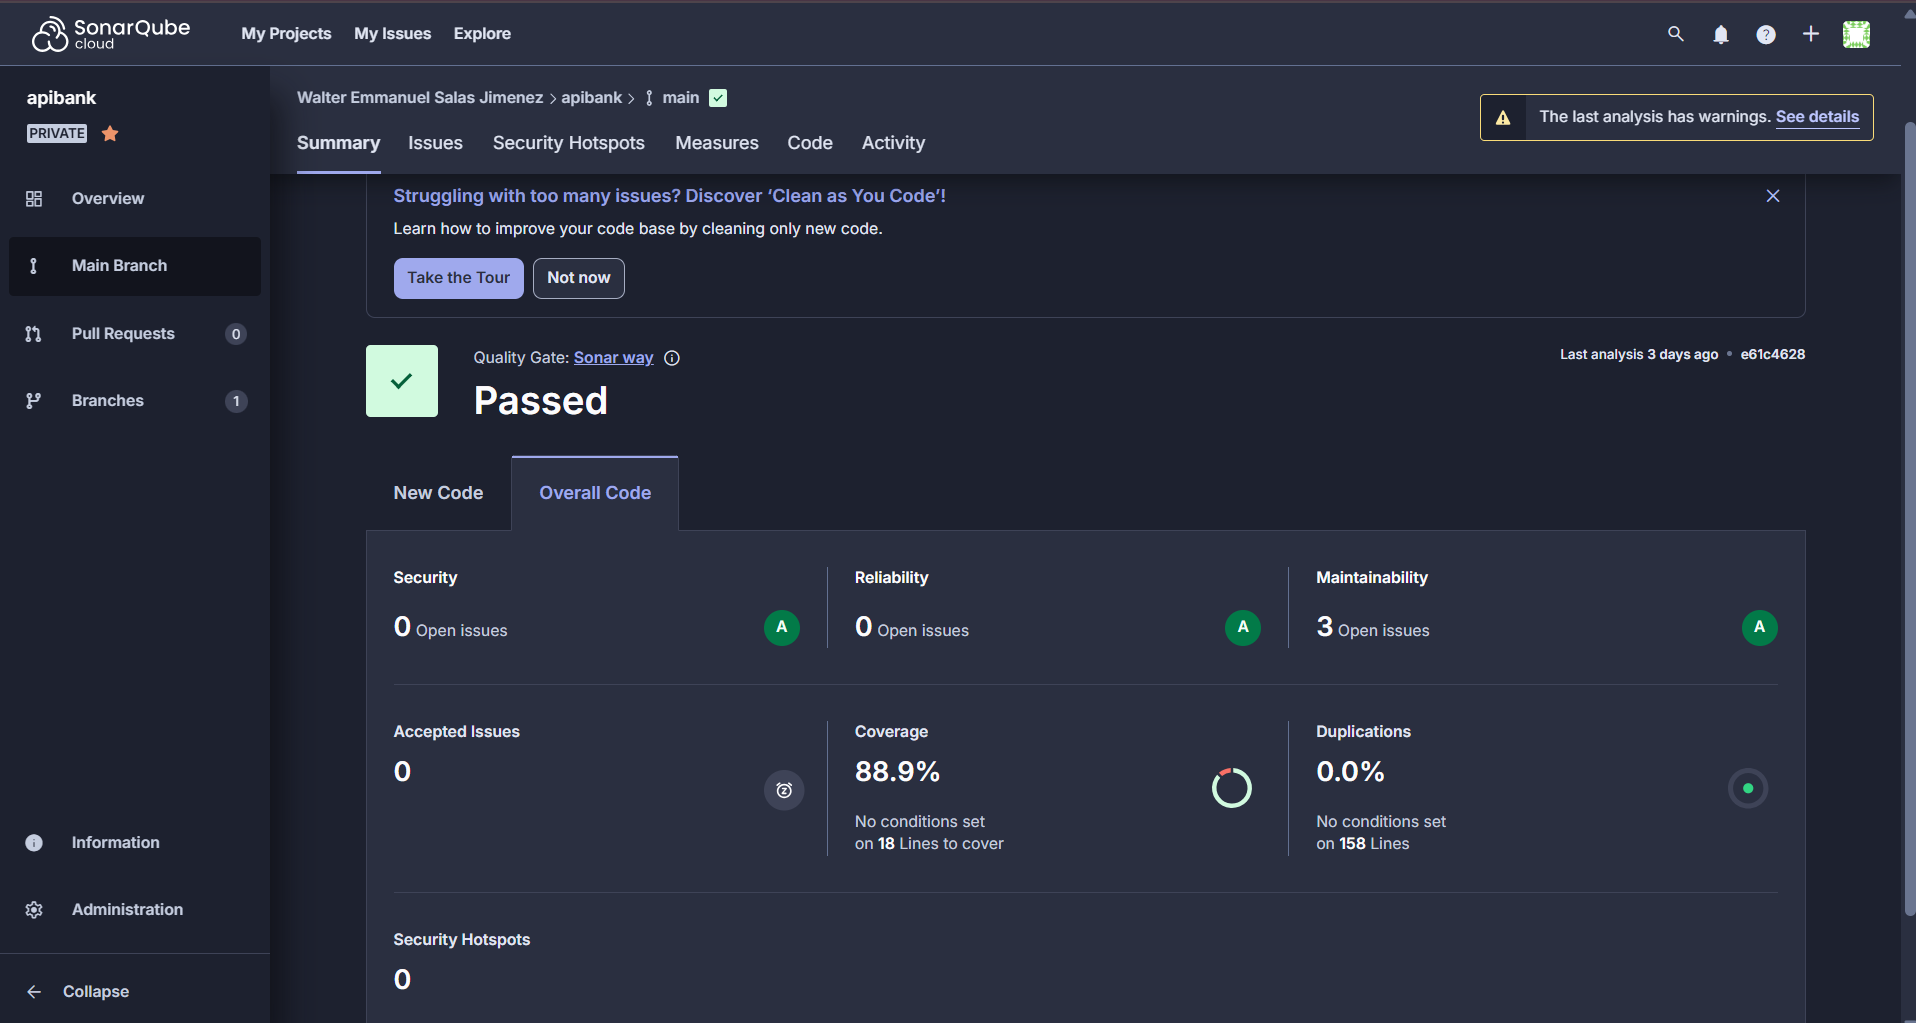 SonarQube
cloud
My Projects
My Issues
Explore
apibank
PRIVATE
Overview
Main Branch
Pull Requests
0
Branches
1
Information
Administration
Collapse
Walter Emmanuel Salas Jimenez > apibank > main
The last analysis has warnings. See details
Summary
Issues
Security Hotspots
Measures
Code
Activity
Struggling with too many issues? Discover ‘Clean as You Code’!
Learn how to improve your code base by cleaning only new code.
Take the Tour
Not now
Quality Gate: Sonar way
Passed
Last analysis 3 days ago • e61c4628
New Code
Overall Code
Security
0 Open issues
A
Reliability
0 Open issues
A
Maintainability
3 Open issues
A
Accepted Issues
0
Coverage
88.9%
No conditions set
on 18 Lines to cover
Duplications
0.0%
No conditions set
on 158 Lines
Security Hotspots
0